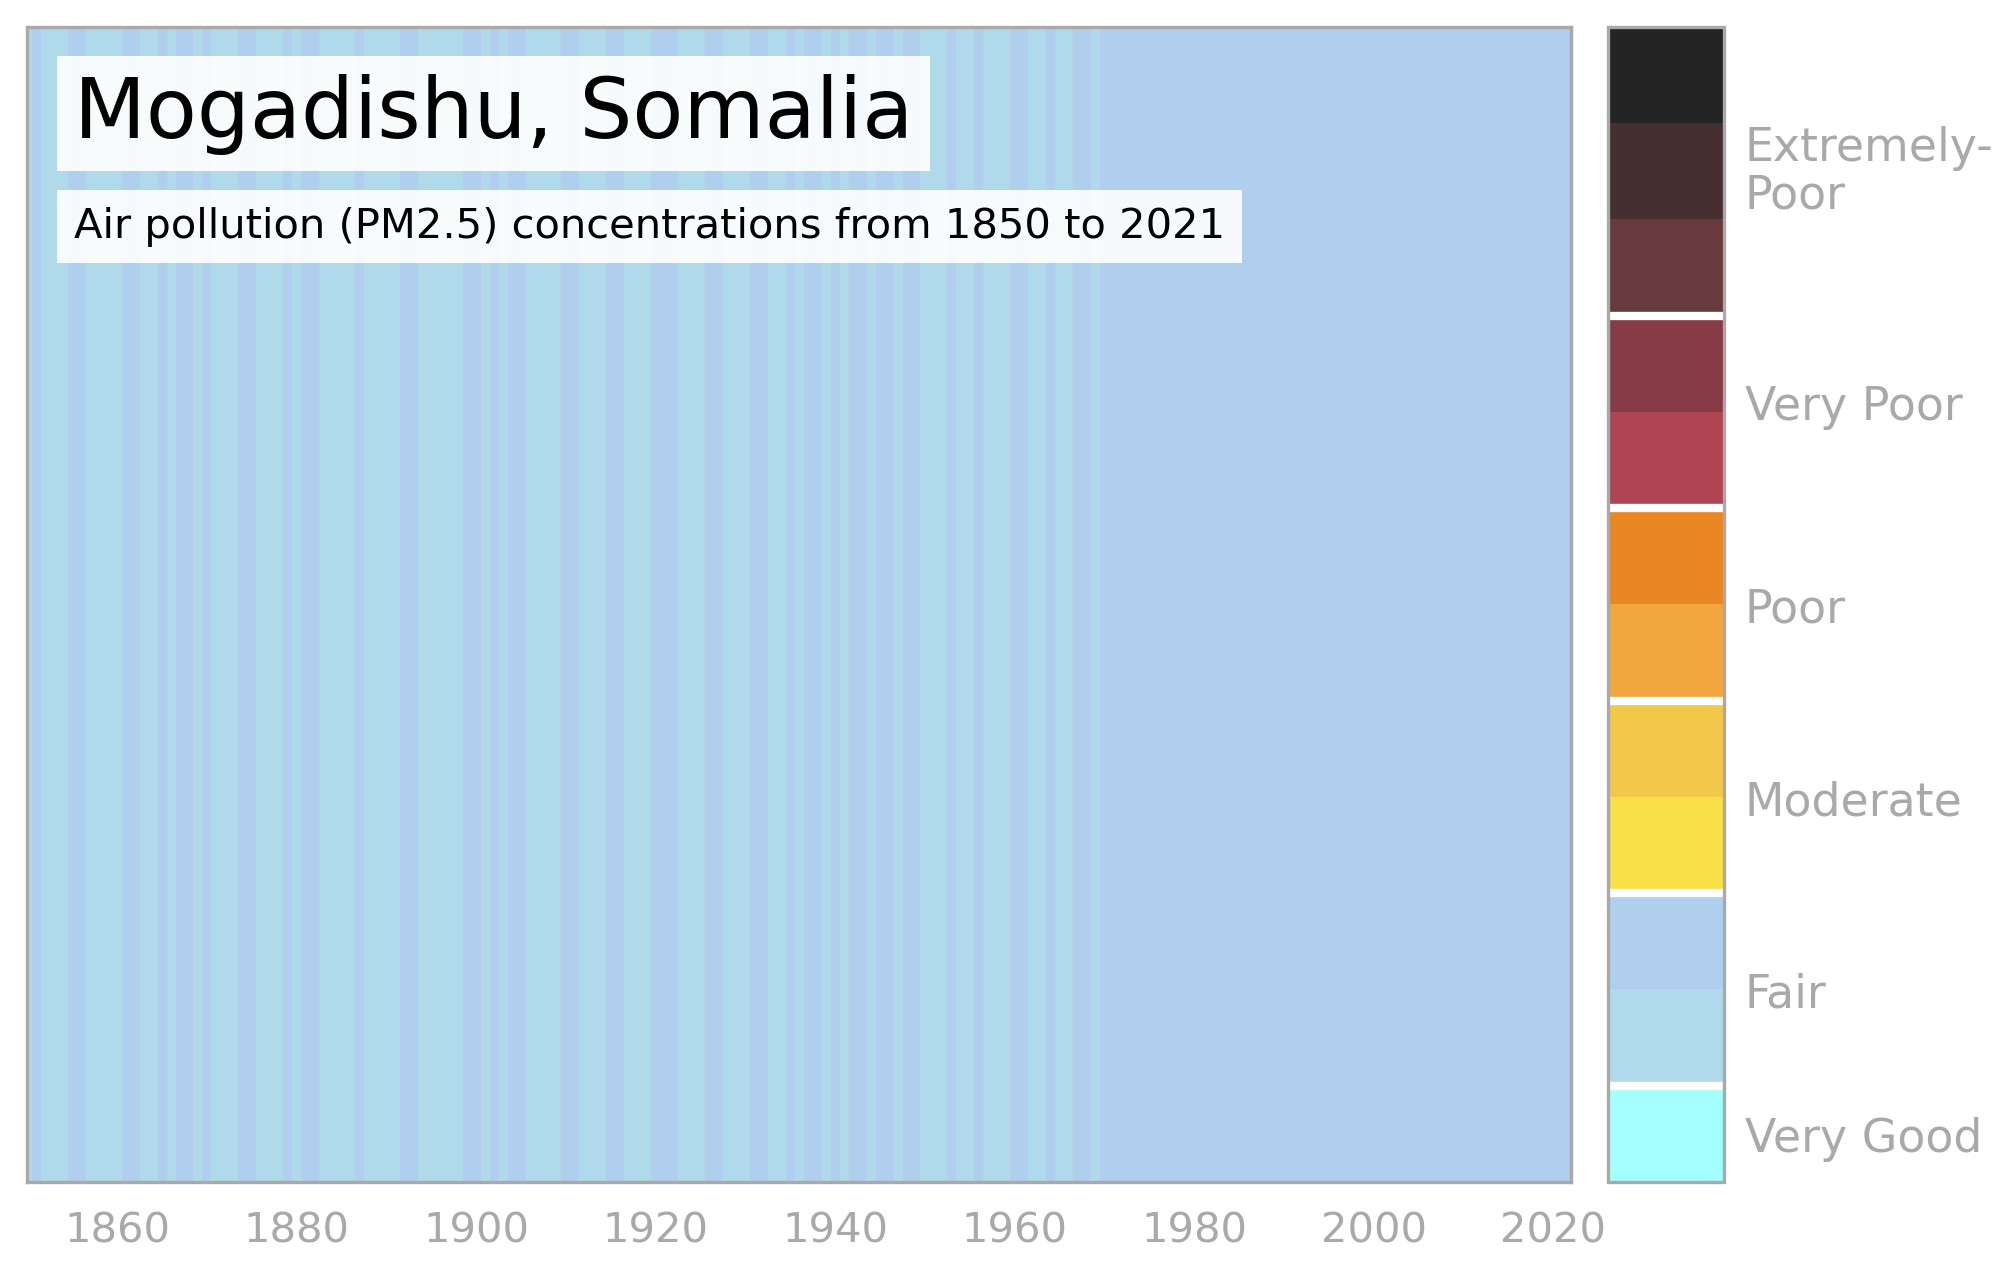 Mogadishu, Somalia
Air pollution (PM2.5) concentrations from 1850 to 2021
Extremely-
Poor
Very Poor
Poor
Moderate
Fair
Very Good
1860 1880 1900 1920 1940 1960 1980 2000 2020